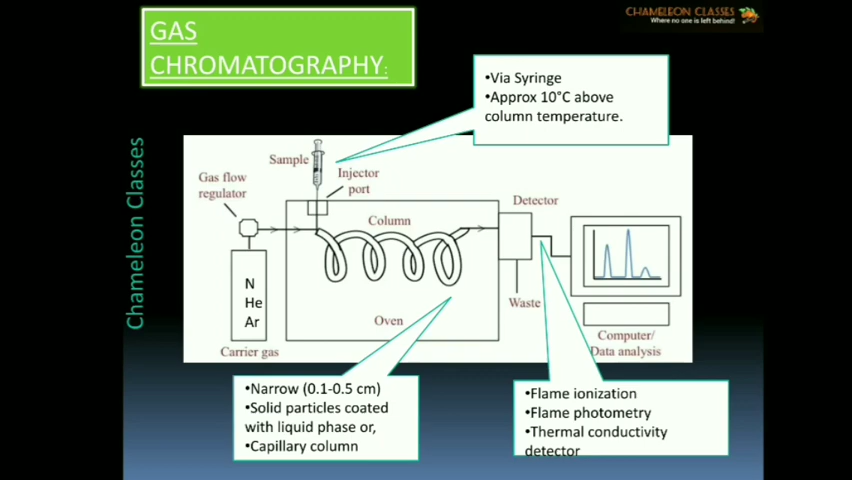 GAS
CHROMATOGRAPHY:
CHAMELEON CLASSES
Where no one is left behind!
•Via Syringe
•Approx 10°C above
column temperature.
Chameleon Classes
Sample
Injector
port
Gas flow
regulator
Column
Detector
N
He
Ar
Oven
Waste
Carrier gas
Computer/
Data analysis
•Narrow (0.1-0.5 cm)
•Solid particles coated
with liquid phase or,
•Capillary column
•Flame ionization
•Flame photometry
•Thermal conductivity
detector